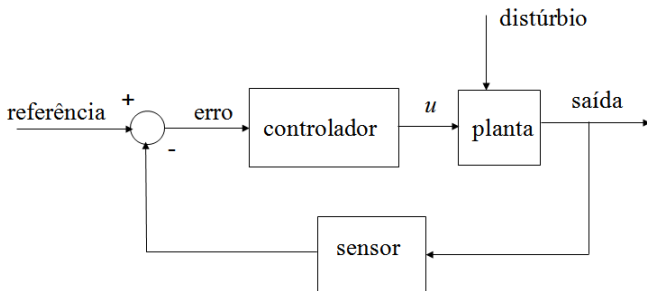 distúrbio
+
referência
erro
controlador
u
planta
saída
-
sensor